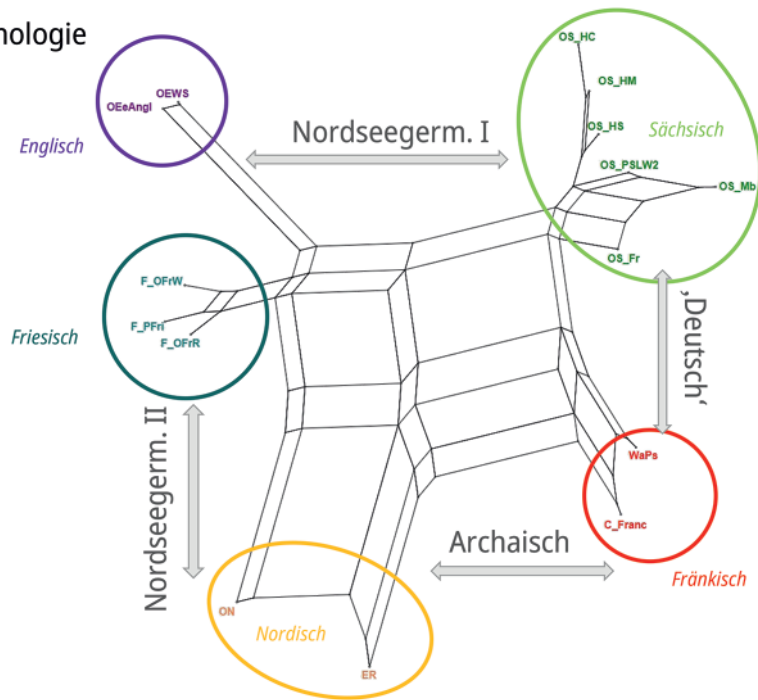 nologie
OS_HC
OS_HM
OEWS
OEeAngl
Nordseegerm. I
OS_HS
Sächsisch
Englisch
OS_PSLW2
OS_Mb
OS_Fr
F_OFrW
F_PFri
F_OFrR
Friesisch
‚Deutsch‘
Nordseegerm. II
WaPs
C_Franc
Archaisch
Fränkisch
ON
Nordisch
ER